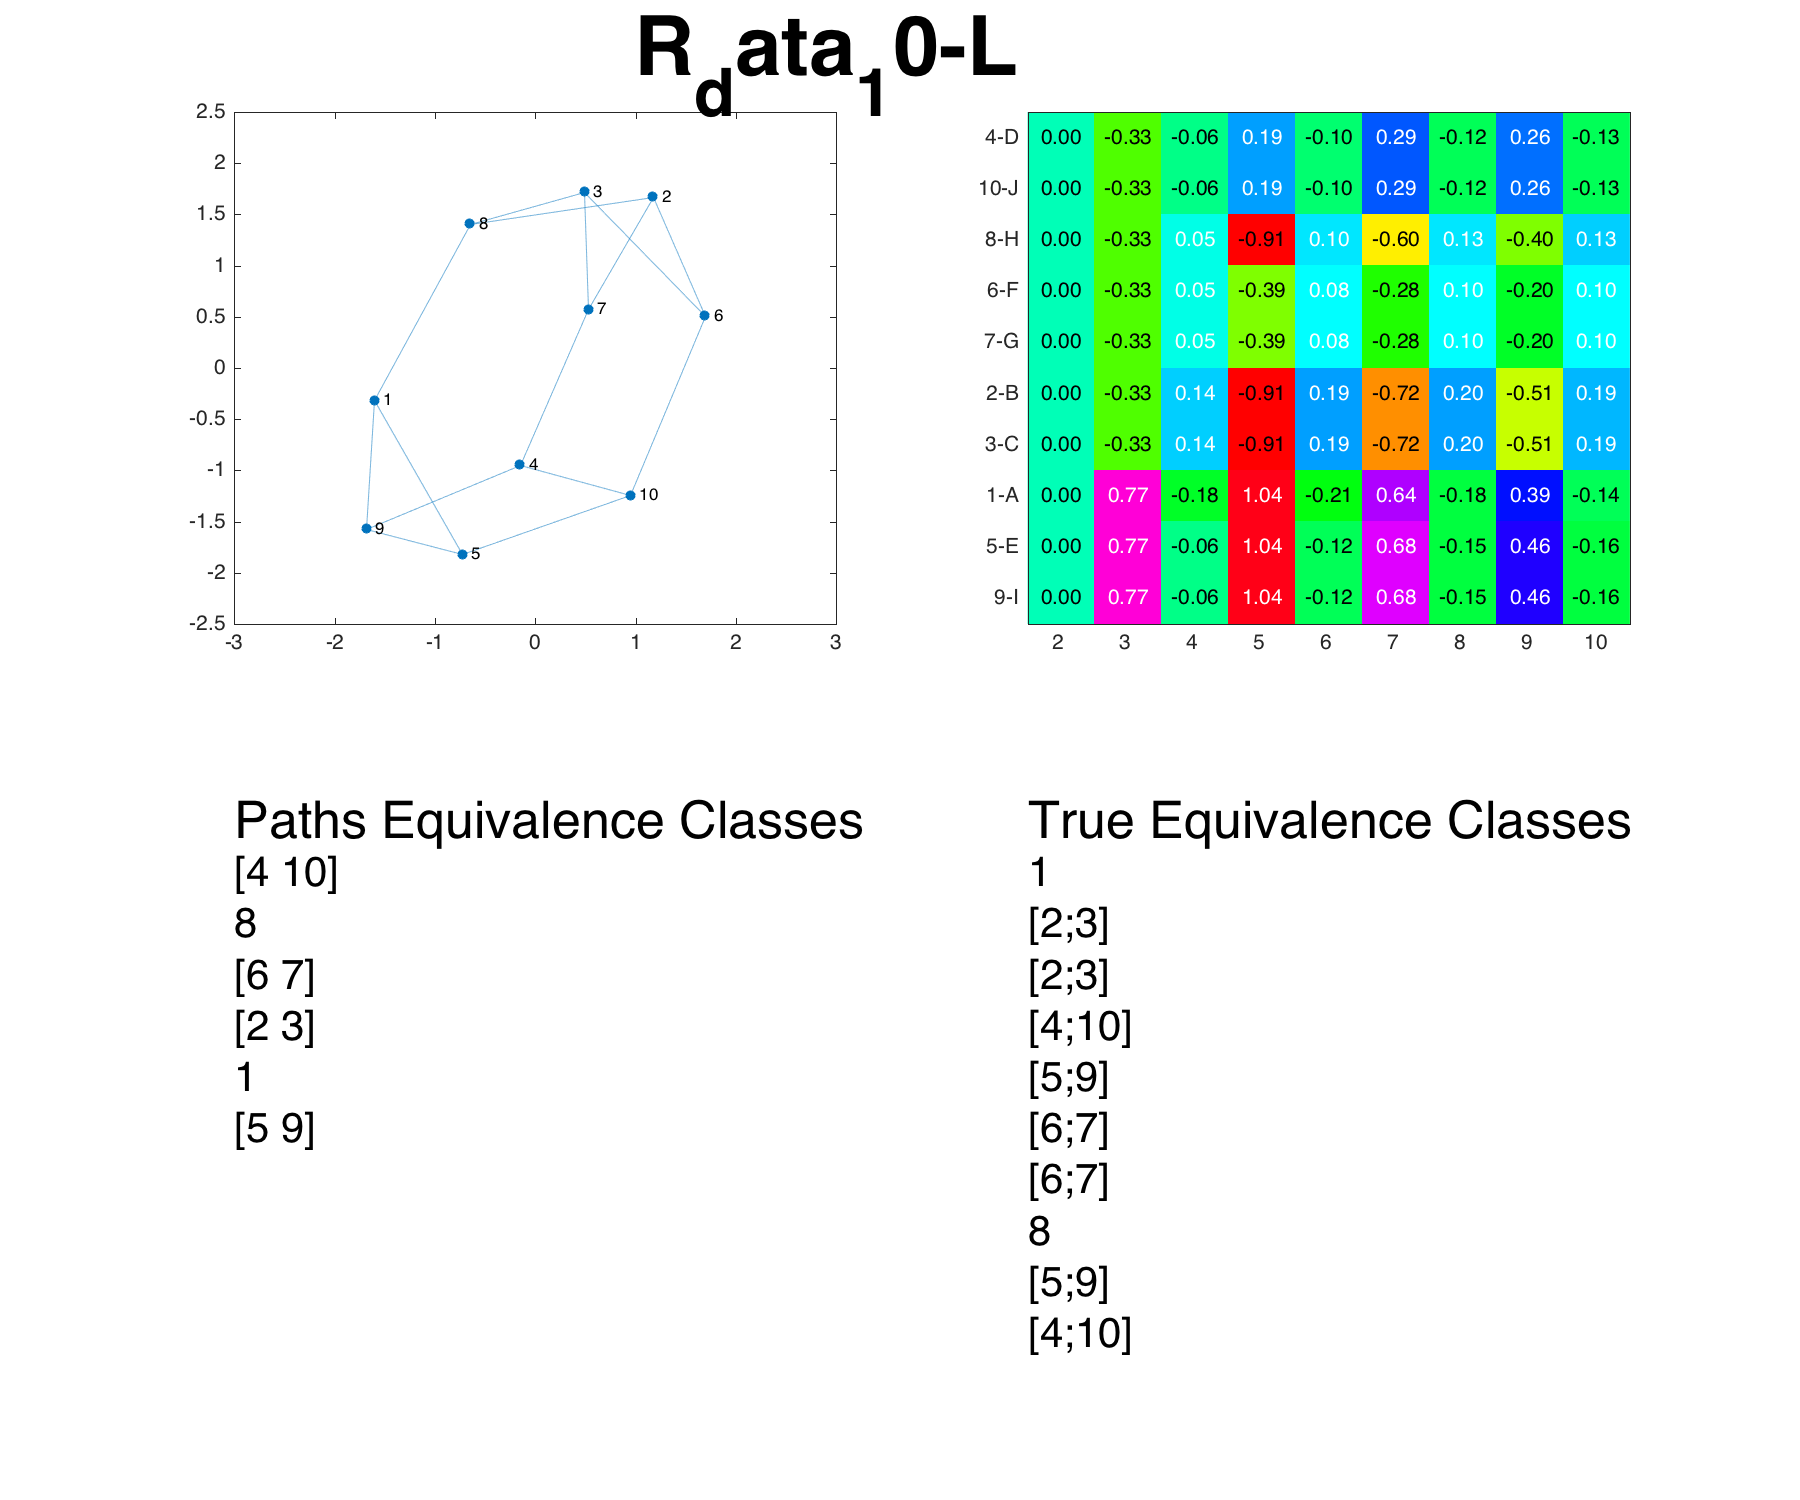 R_data_10-L
2.5
2
1.5
1
0.5
0
-0.5
-1
-1.5
-2
-2.5
-3 -2 -1 0 1 2 3
3
2
8
7
6
1
4
10
9
5
4-D 0.00 -0.33 -0.06 0.19 -0.10 0.29 -0.12 0.26 -0.13
10-J 0.00 -0.33 -0.06 0.19 -0.10 0.29 -0.12 0.26 -0.13
8-H 0.00 -0.33 0.05 -0.91 0.10 -0.60 0.13 -0.40 0.13
6-F 0.00 -0.33 0.05 -0.39 0.08 -0.28 0.10 -0.20 0.10
7-G 0.00 -0.33 0.05 -0.39 0.08 -0.28 0.10 -0.20 0.10
2-B 0.00 -0.33 0.14 -0.91 0.19 -0.72 0.20 -0.51 0.19
3-C 0.00 -0.33 0.14 -0.91 0.19 -0.72 0.20 -0.51 0.19
1-A 0.00 0.77 -0.18 1.04 -0.21 0.64 -0.18 0.39 -0.14
5-E 0.00 0.77 -0.06 1.04 -0.12 0.68 -0.15 0.46 -0.16
9-I 0.00 0.77 -0.06 1.04 -0.12 0.68 -0.15 0.46 -0.16
2 3 4 5 6 7 8 9 10
Paths Equivalence Classes
[4 10]
8
[6 7]
[2 3]
1
[5 9]
True Equivalence Classes
1
[2;3]
[2;3]
[4;10]
[5;9]
[6;7]
[6;7]
8
[5;9]
[4;10]